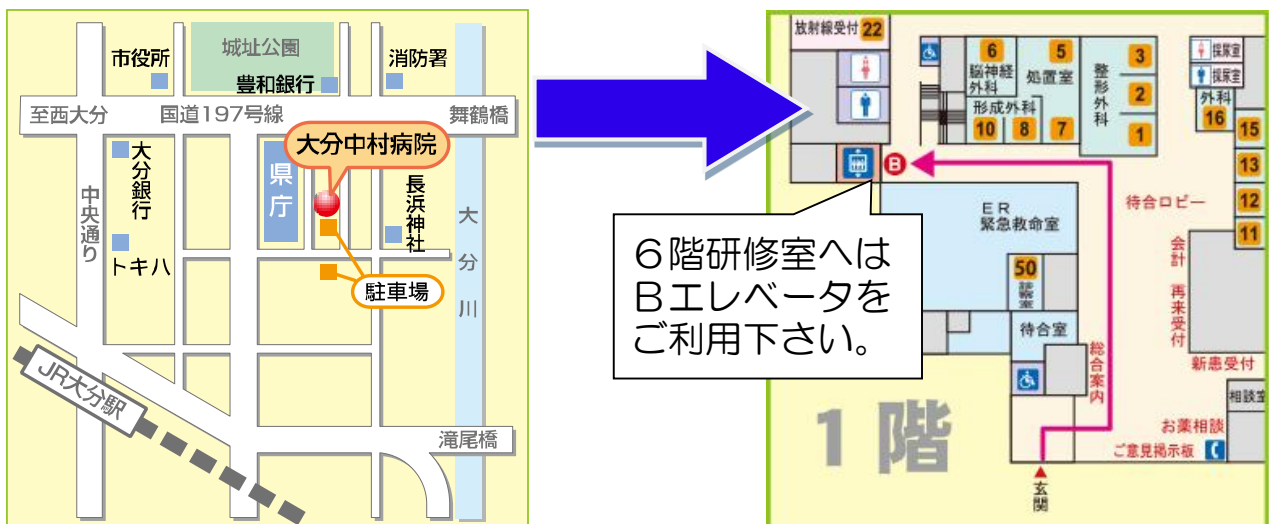 城址公園
市役所
消防署
豊和銀行
至西大分
国道197号線
舞鶴橋
大分中村病院
大分銀行
県庁
長浜神社
中央通り
大分川
トキハ
駐車場
JR大分駅
滝尾橋
放射線受付 22
6
脳神経
外科
5
処置室
整形外科
3
2
1
形成外科
10
8
7
採尿室
採尿室
外科
16
15
13
12
11
B
待合ロビー
ER
緊急救命室
50
診察室
待合室
会計
再来受付
新患受付
総合案内
相談室
お薬相談
ご意見掲示板
玄関
1階
6階研修室へは
Bエレベータを
ご利用下さい。